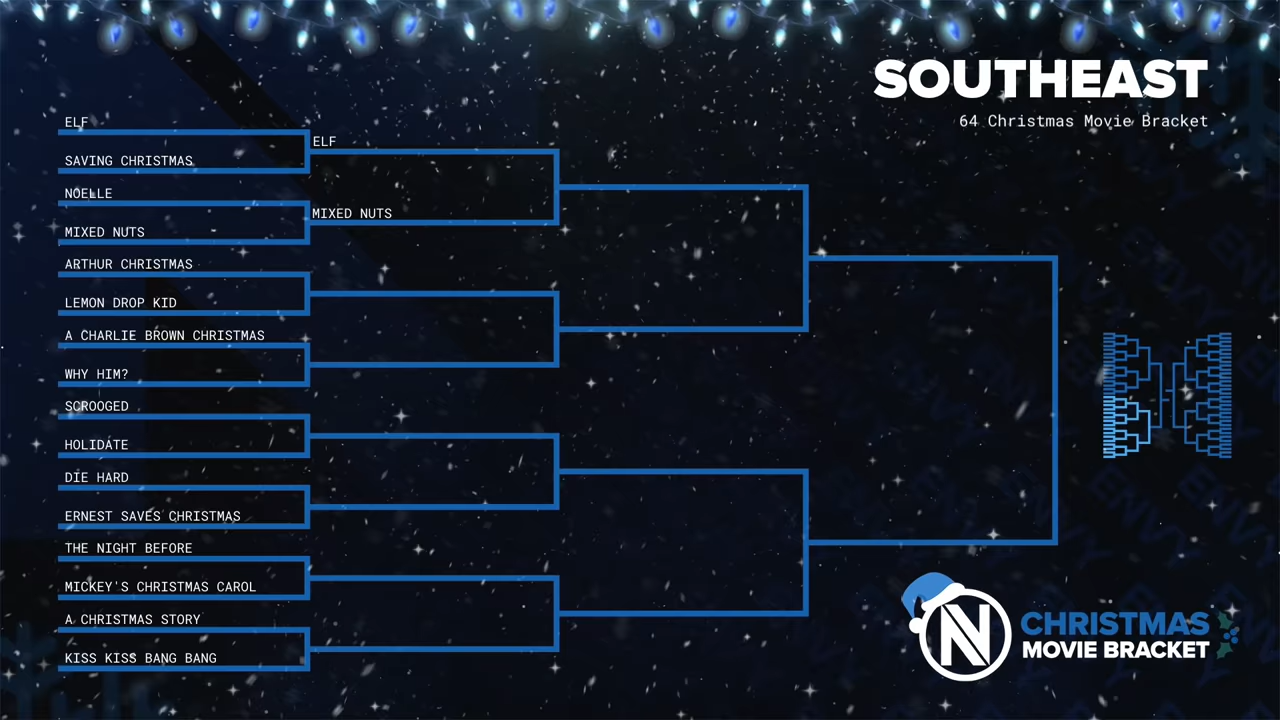 SOUTHEAST
64 Christmas Movie Bracket
ELF
SAVING CHRISTMAS
NOELLE
MIXED NUTS
ARTHUR CHRISTMAS
LEMON DROP KID
A CHARLIE BROWN CHRISTMAS
WHY HIM?
SCROOGED
HOLIDATE
DIE HARD
ERNEST SAVES CHRISTMAS
THE NIGHT BEFORE
MICKEY'S CHRISTMAS CAROL
A CHRISTMAS STORY
KISS KISS BANG BANG
ELF
MIXED NUTS
N
CHRISTMAS
MOVIE BRACKET